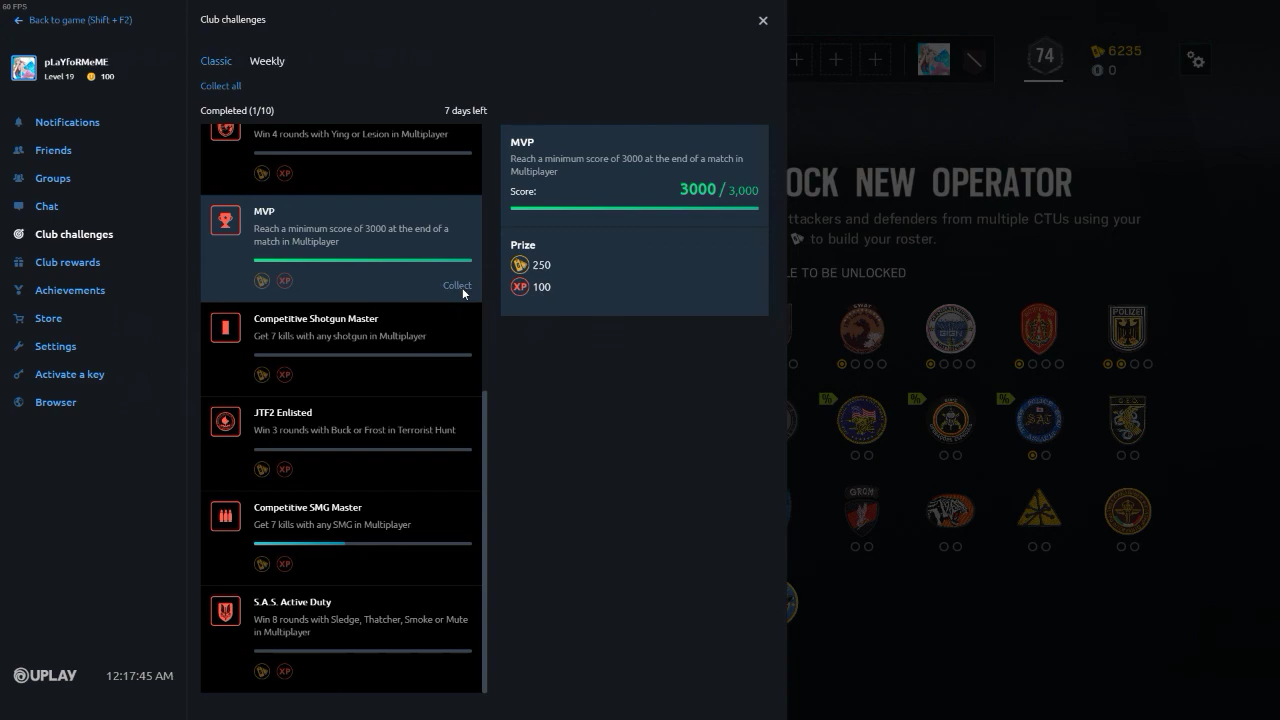 60 FPS
Back to game (Shift + F2)
pLaYfoRMeME
Level 19 100
Notifications
Friends
Groups
Chat
Club challenges
Club rewards
Achievements
Store
Settings
Activate a key
Browser
UPLAY
12:17:45 AM
Club challenges
Classic Weekly
Collect all
Completed (1/10) 7 days left
Win 4 rounds with Ying or Lesion in Multiplayer
XP
MVP
Reach a minimum score of 3000 at the end of a
match in Multiplayer
XP
Collect
Competitive Shotgun Master
Get 7 kills with any shotgun in Multiplayer
XP
JTF2 Enlisted
Win 3 rounds with Buck or Frost in Terrorist Hunt
XP
Competitive SMG Master
Get 7 kills with any SMG in Multiplayer
XP
S.A.S. Active Duty
Win 8 rounds with Sledge, Thatcher, Smoke or Mute
in Multiplayer
XP
MVP
Reach a minimum score of 3000 at the end of a match in
Multiplayer
Score: 3000 / 3,000
Prize
250
XP 100
74
6235
0
OCK NEW OPERATOR
ttackers and defenders from multiple CTUs using your
to build your roster.
LE TO BE UNLOCKED
POLIZEI
GROM